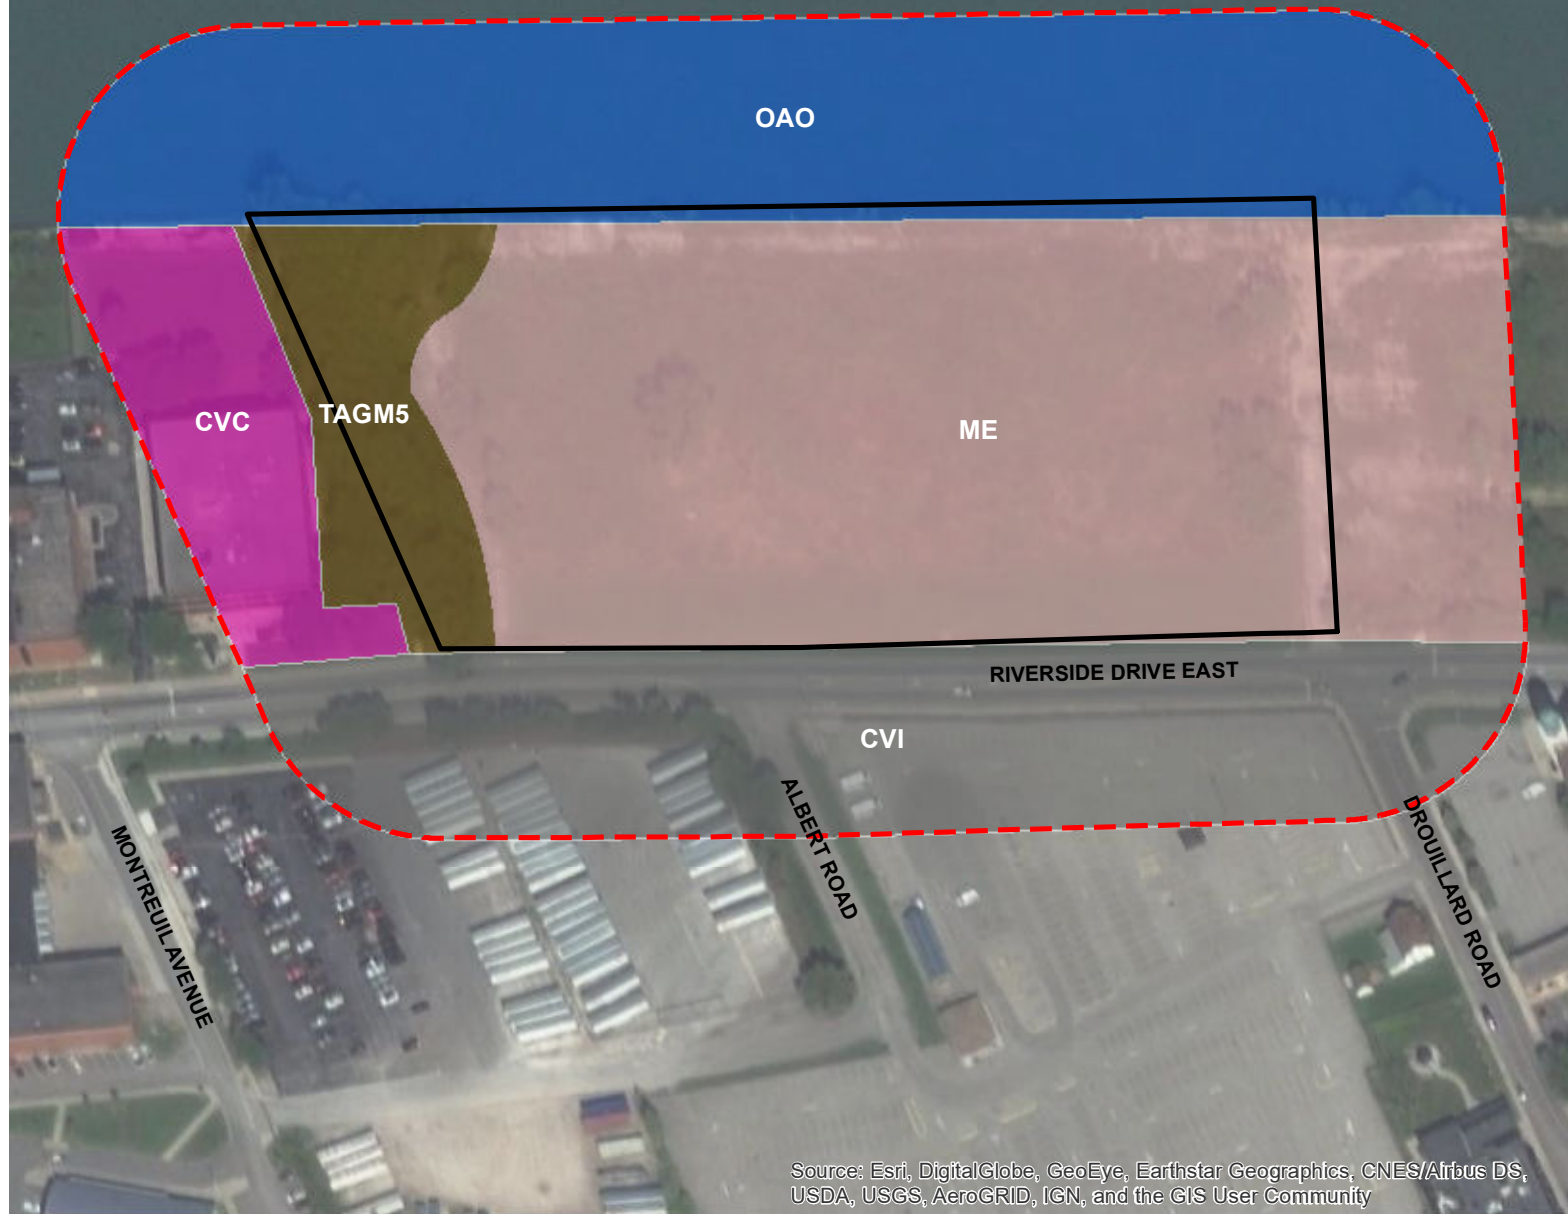 OAO
CVC
TAGM5
ME
RIVERSIDE DRIVE EAST
CVI
ALBERT ROAD
MONTREUIL AVENUE
DROUILLARD ROAD
Source: Esri, DigitalGlobe, GeoEye, Earthstar Geographics, CNES/Airbus DS,
USDA, USGS, AeroGRID, IGN, and the GIS User Community